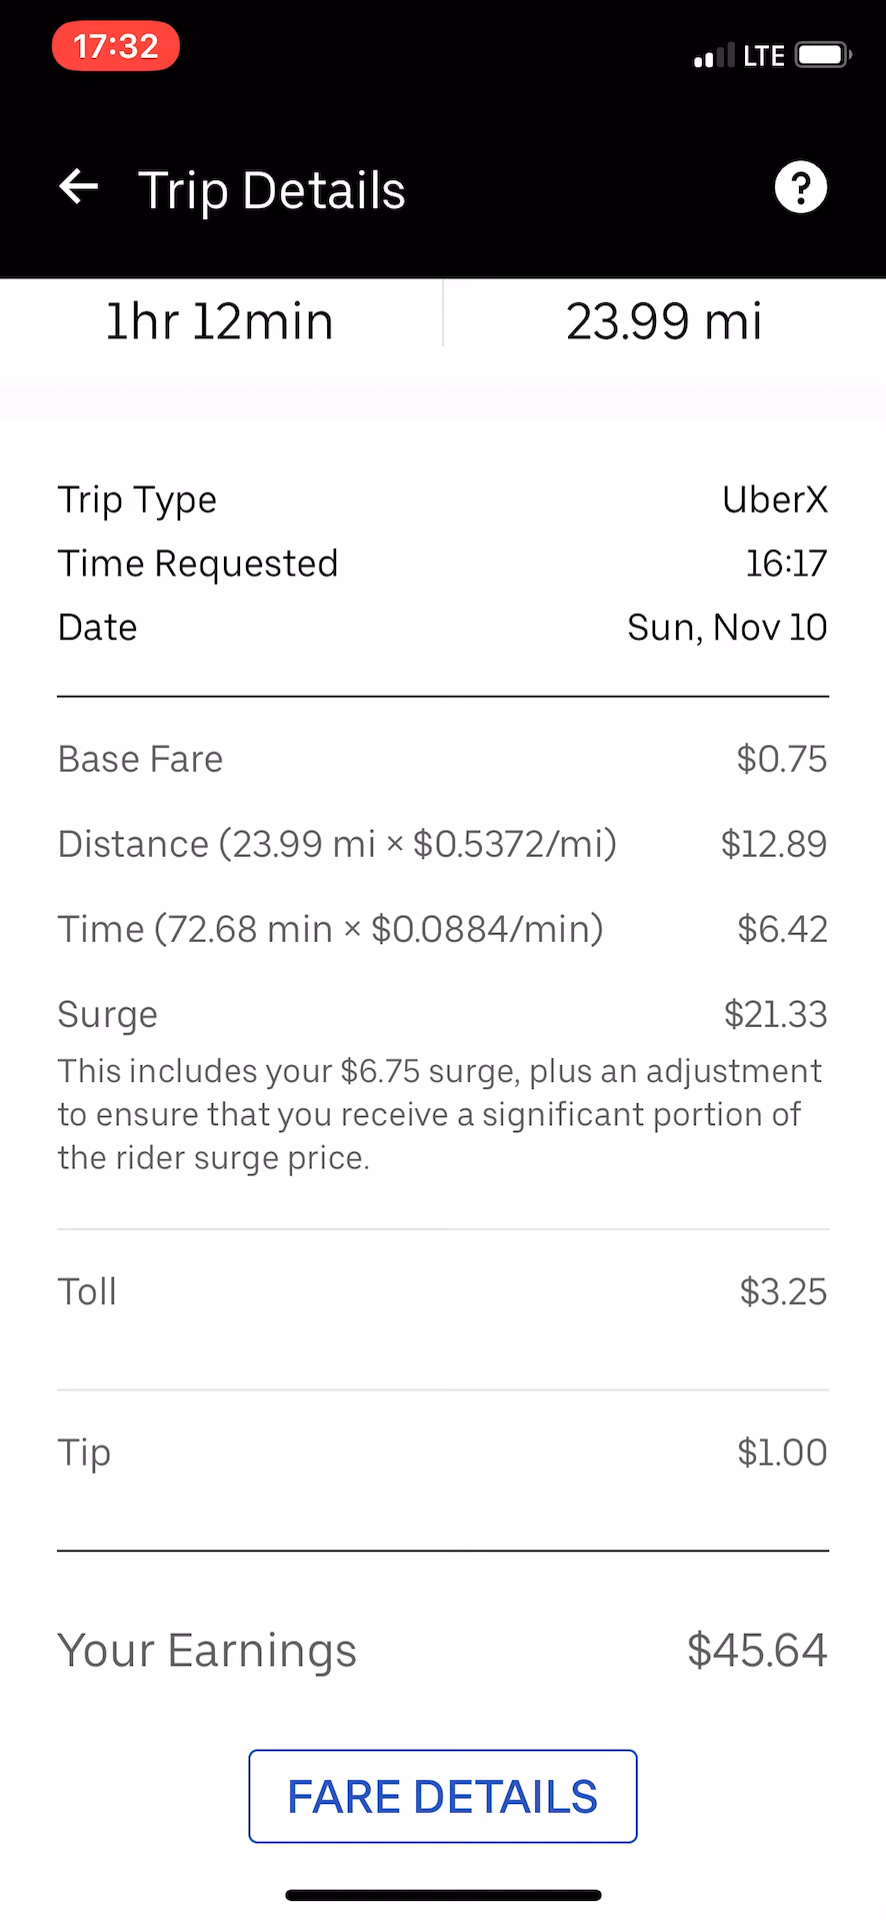 17:32 LTE
Trip Details ?
1hr 12min 23.99 mi
Trip Type UberX
Time Requested 16:17
Date Sun, Nov 10
Base Fare $0.75
Distance (23.99 mi × $0.5372/mi) $12.89
Time (72.68 min × $0.0884/min) $6.42
Surge $21.33
This includes your $6.75 surge, plus an adjustment
to ensure that you receive a significant portion of
the rider surge price.
Toll $3.25
Tip $1.00
Your Earnings $45.64
FARE DETAILS